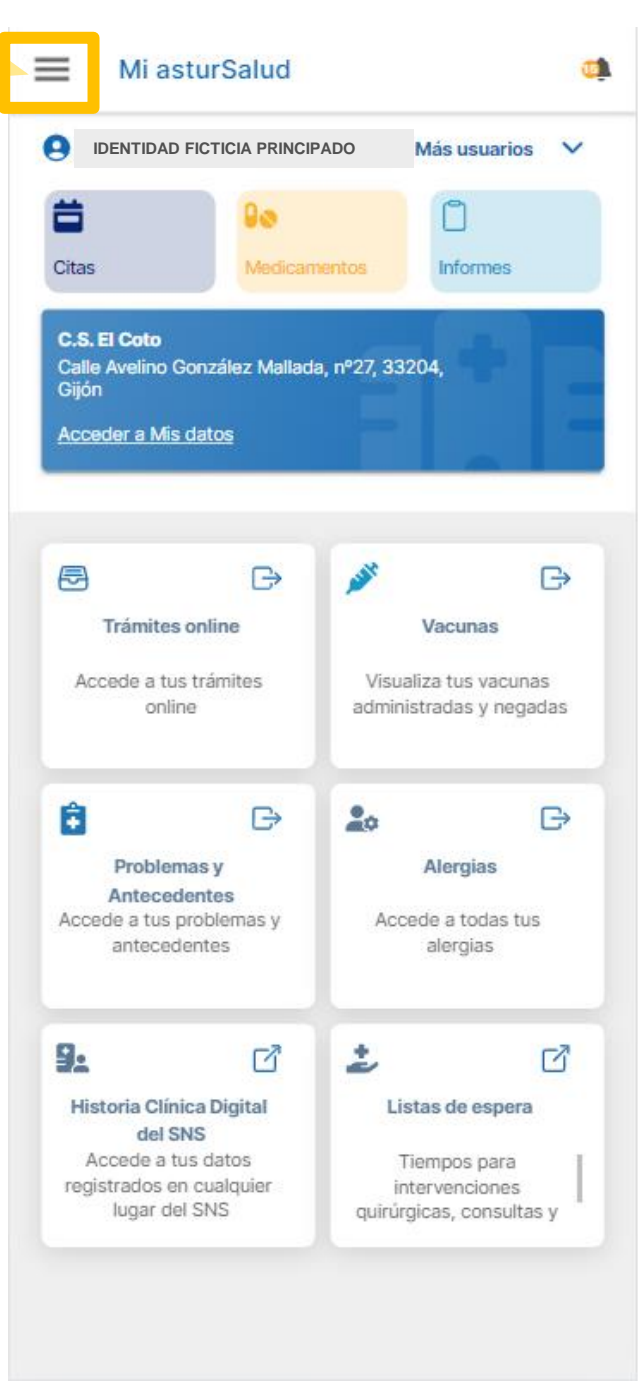 Mi asturSalud
IDENTIDAD FICTICIA PRINCIPADO Más usuarios
Citas Medicamentos Informes
C.S. El Coto
Calle Avelino González Mallada, nº27, 33204,
Gijón
Acceder a Mis datos
Trámites online
Accede a tus trámites
online
Vacunas
Visualiza tus vacunas
administradas y negadas
Problemas y
Antecedentes
Accede a tus problemas y
antecedentes
Alergias
Accede a todas tus
alergias
Historia Clínica Digital
del SNS
Accede a tus datos
registrados en cualquier
lugar del SNS
Listas de espera
Tiempos para
intervenciones
quirúrgicas, consultas y